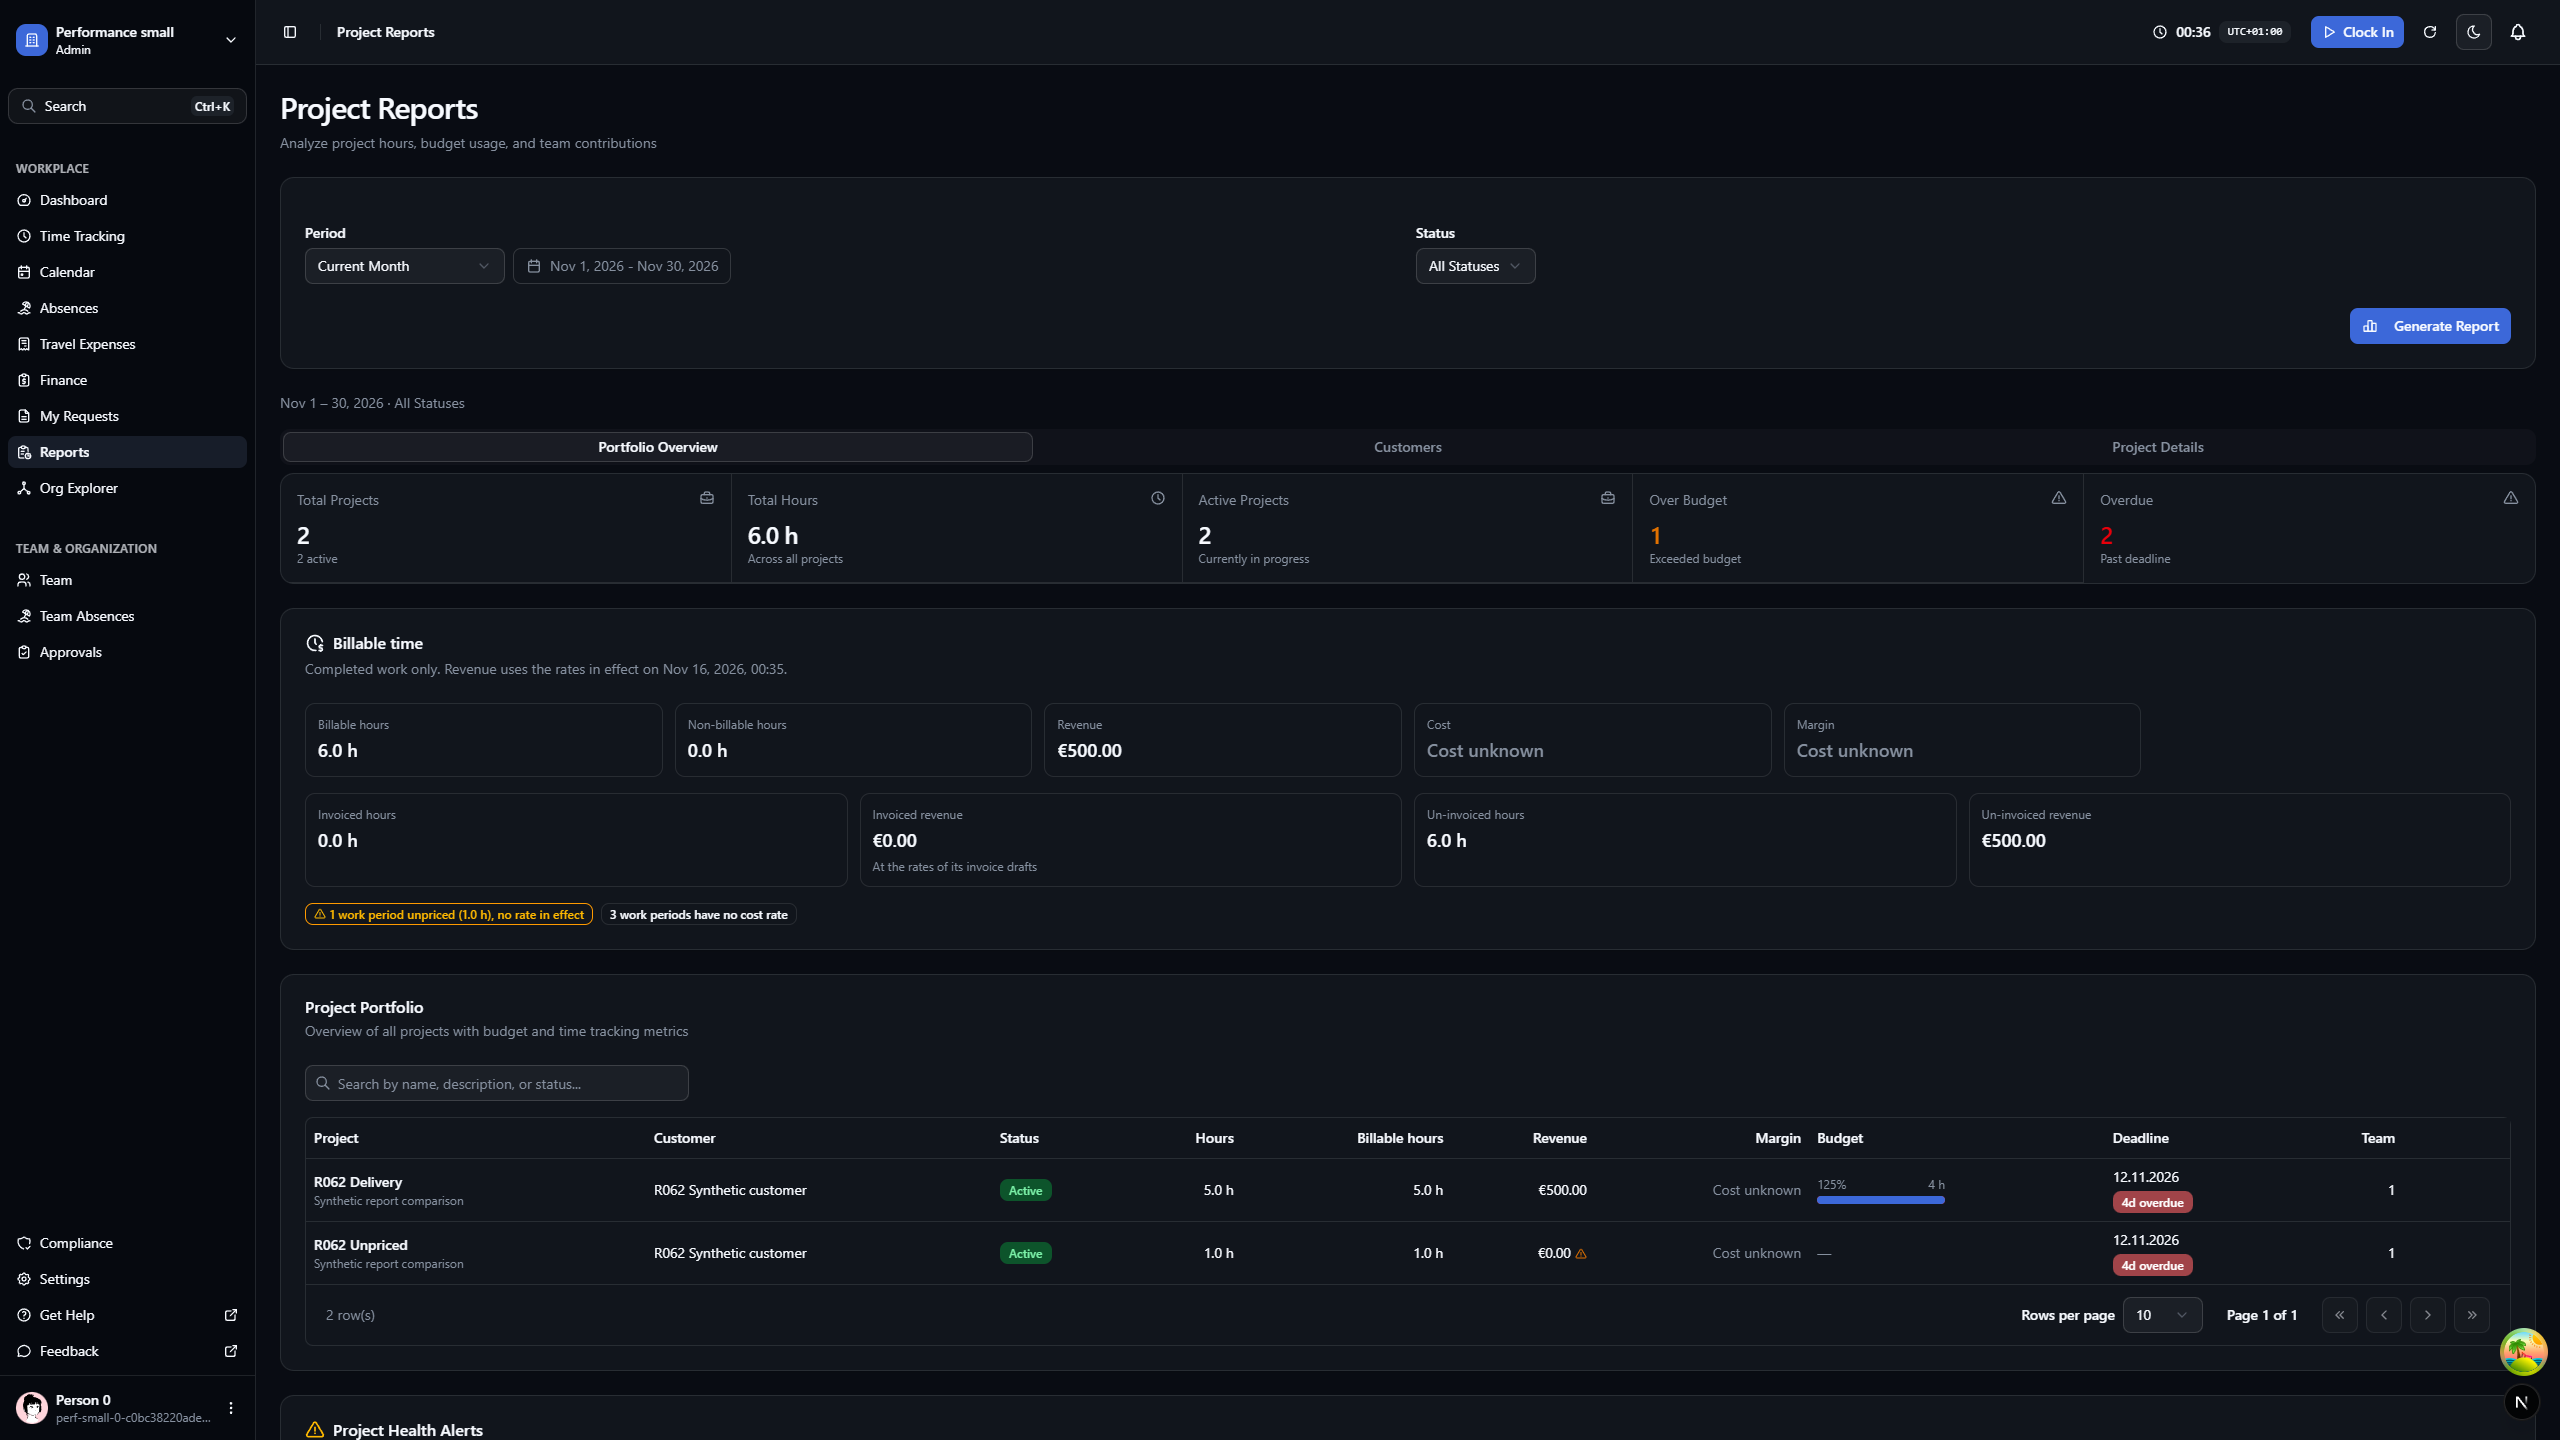 Performance small
Admin
Search Ctrl+K
WORKPLACE
Dashboard
Time Tracking
Calendar
Absences
Travel Expenses
Finance
My Requests
Reports
Org Explorer
TEAM & ORGANIZATION
Team
Team Absences
Approvals
Compliance
Settings
Get Help
Feedback
Person 0
perf-small-0-c0bc38220ade...
Project Reports
00:36 UTC+01:00 Clock In
Project Reports
Analyze project hours, budget usage, and team contributions
Period Status
Current Month Nov 1, 2026 - Nov 30, 2026 All Statuses
Generate Report
Nov 1 – 30, 2026 · All Statuses
Portfolio Overview Customers Project Details
Total Projects Total Hours Active Projects Over Budget Overdue
2 6.0 h 2 1 2
2 active Across all projects Currently in progress Exceeded budget Past deadline
Billable time
Completed work only. Revenue uses the rates in effect on Nov 16, 2026, 00:35.
Billable hours Non-billable hours Revenue Cost Margin
6.0 h 0.0 h €500.00 Cost unknown Cost unknown
Invoiced hours Invoiced revenue Un-invoiced hours Un-invoiced revenue
0.0 h €0.00 6.0 h €500.00
At the rates of its invoice drafts
1 work period unpriced (1.0 h), no rate in effect 3 work periods have no cost rate
Project Portfolio
Overview of all projects with budget and time tracking metrics
Search by name, description, or status...
Project Customer Status Hours Billable hours Revenue Margin Budget Deadline Team
R062 Delivery R062 Synthetic customer Active 5.0 h 5.0 h €500.00 Cost unknown 125% 4 h 12.11.2026 1
Synthetic report comparison 4d overdue
R062 Unpriced R062 Synthetic customer Active 1.0 h 1.0 h €0.00 Cost unknown — 12.11.2026 1
Synthetic report comparison 4d overdue
2 row(s) Rows per page 10 Page 1 of 1
Project Health Alerts
N